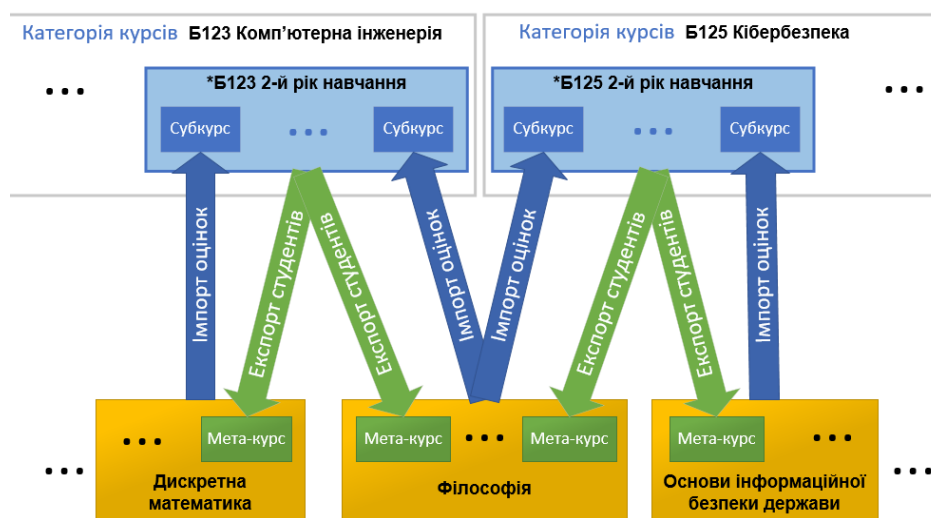 Категорія курсів Б123 Комп’ютерна інженерія
Категорія курсів Б125 Кібербезпека
*Б123 2-й рік навчання
*Б125 2-й рік навчання
Субкурс
Субкурс
Субкурс
Субкурс
Імпорт оцінок
Експорт студентів
Експорт студентів
Імпорт оцінок
Імпорт оцінок
Експорт студентів
Експорт студентів
Імпорт оцінок
Мета-курс
Мета-курс
Мета-курс
Мета-курс
Дискретна
математика
Філософія
Основи інформаційної
безпеки держави